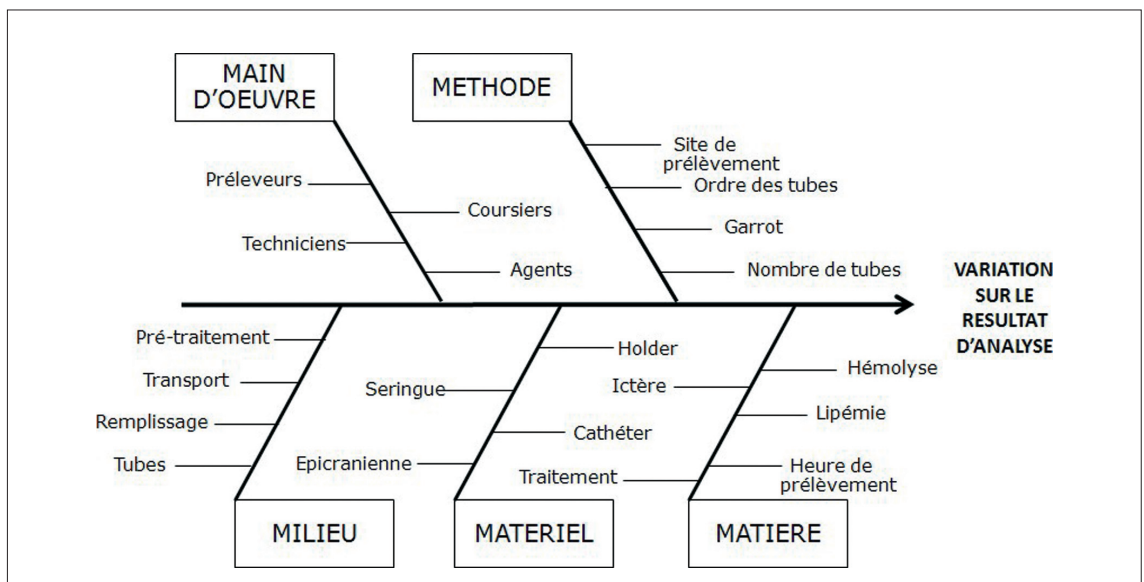 MAIN
D'OEUVRE
METHODE
Préleveurs
Techniciens
Coursiers
Agents
Site de
prélèvement
Ordre des tubes
Garrot
Nombre de tubes
VARIATION
SUR LE
RESULTAT
D'ANALYSE
Pré-traitement
Transport
Remplissage
Tubes
Seringue
Epicranienne
Holder
Cathéter
Ictère
Traitement
Hémolyse
Lipémie
Heure de
prélèvement
MILIEU
MATERIEL
MATIERE